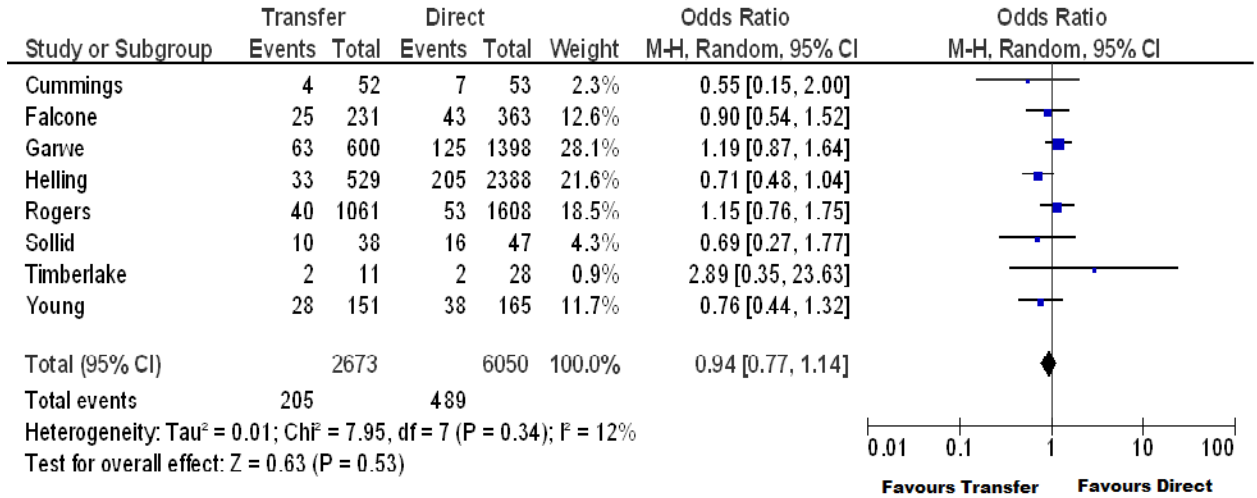 Transfer Direct Odds Ratio Odds Ratio
Study or Subgroup Events Total Events Total Weight M-H, Random, 95% CI M-H, Random, 95% CI
Cummings 4 52 7 53 2.3% 0.55 [0.15, 2.00]
Falcone 25 231 43 363 12.6% 0.90 [0.54, 1.52]
Garwe 63 600 125 1398 28.1% 1.19 [0.87, 1.64]
Helling 33 529 205 2388 21.6% 0.71 [0.48, 1.04]
Rogers 40 1061 53 1608 18.5% 1.15 [0.76, 1.75]
Sollid 10 38 16 47 4.3% 0.69 [0.27, 1.77]
Timberlake 2 11 2 28 0.9% 2.89 [0.35, 23.63]
Young 28 151 38 165 11.7% 0.76 [0.44, 1.32]
Total (95% CI) 2673 6050 100.0% 0.94 [0.77, 1.14]
Total events 205 489
Heterogeneity: Tau² = 0.01; Chi² = 7.95, df = 7 (P = 0.34); I² = 12%
Test for overall effect: Z = 0.63 (P = 0.53)
0.01 0.1 1 10 100
Favours Transfer Favours Direct